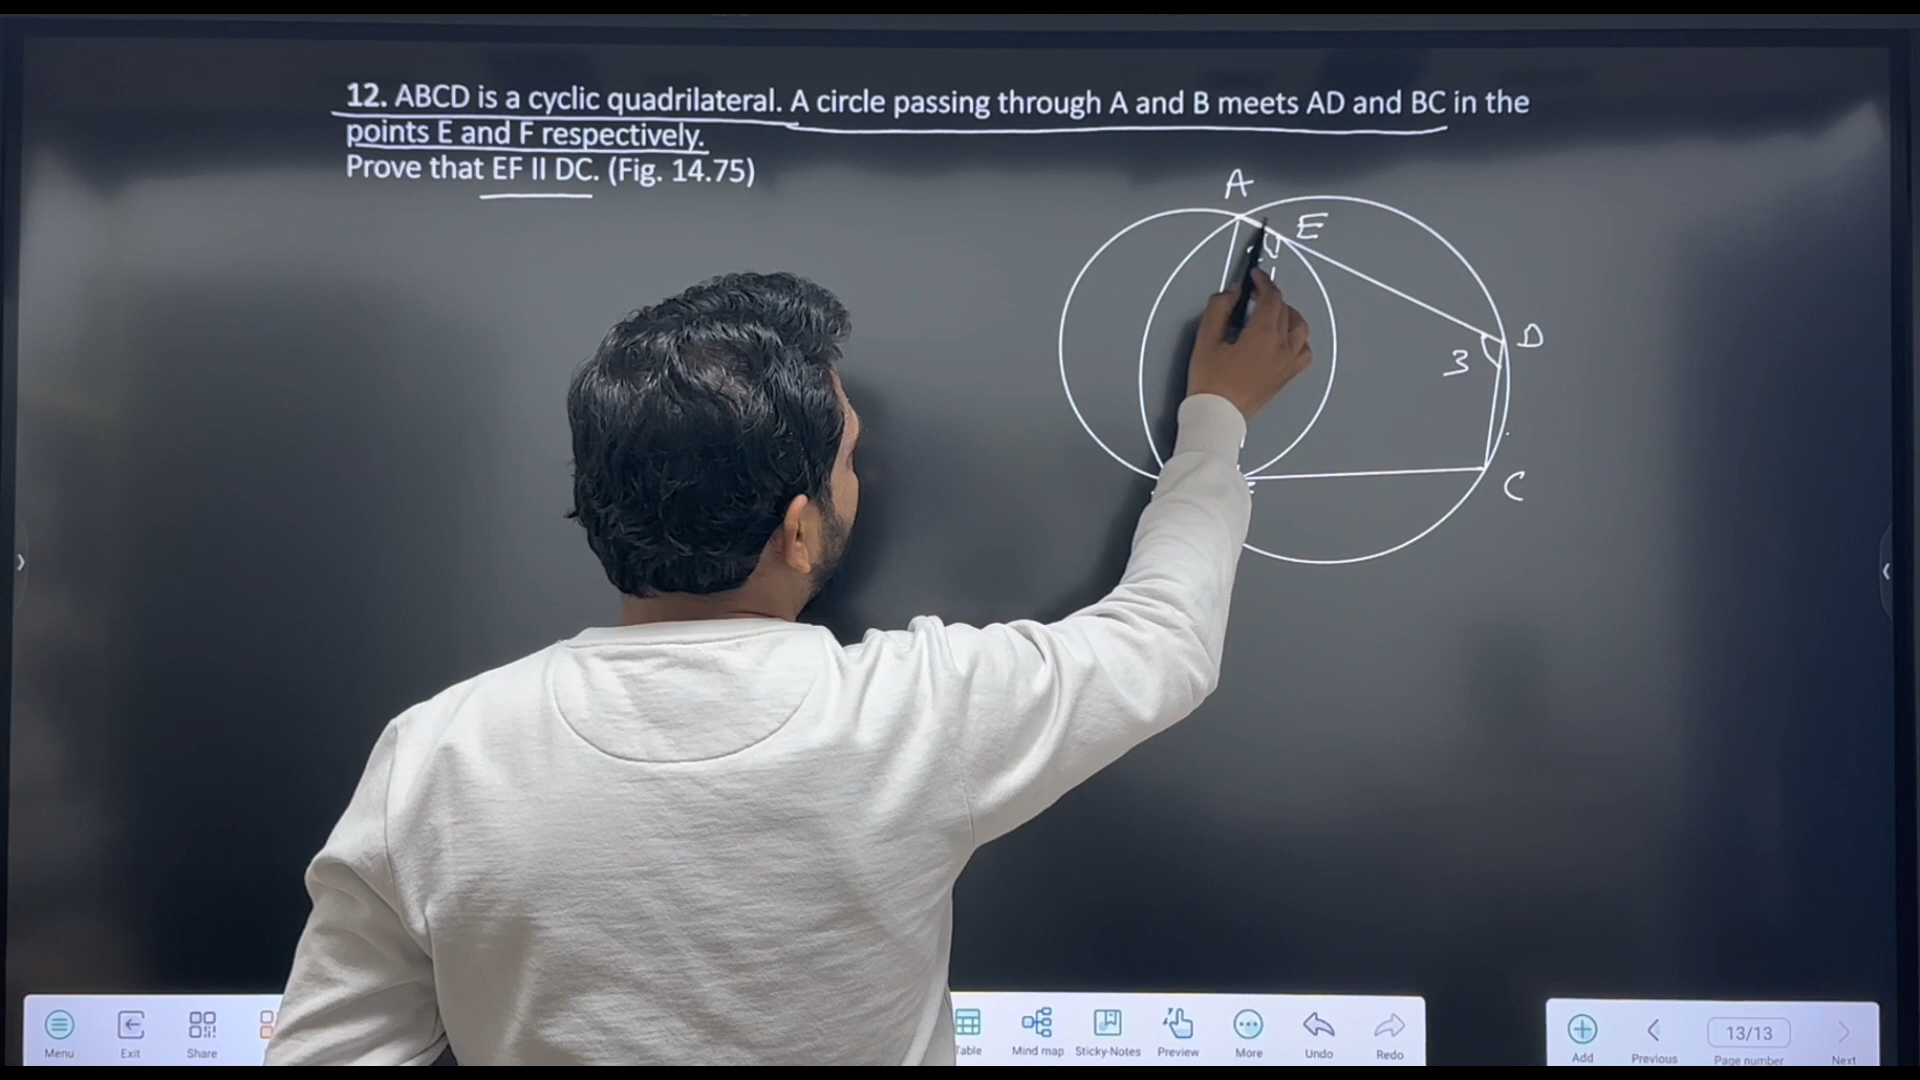 12. ABCD is a cyclic quadrilateral. A circle passing through A and B meets AD and BC in the
points E and F respectively.
Prove that EF II DC. (Fig. 14.75)
A
E
D
3
C
Menu
Exit
Share
Table
Mind map
Sticky-Notes
Preview
More
Undo
Redo
Add
Previous
13/13
Page number
Next